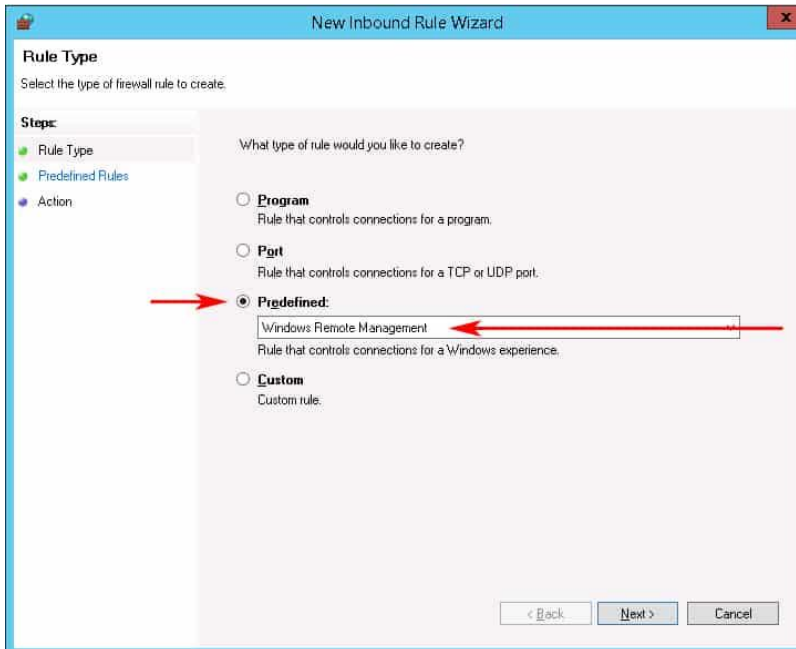 New Inbound Rule Wizard
x
Rule Type
Select the type of firewall rule to create.
Steps:
Rule Type
Predefined Rules
Action
What type of rule would you like to create?
Program
Rule that controls connections for a program.
Port
Rule that controls connections for a TCP or UDP port.
Predefined:
Windows Remote Management
Rule that controls connections for a Windows experience.
Custom
Custom rule.
< Back
Next >
Cancel